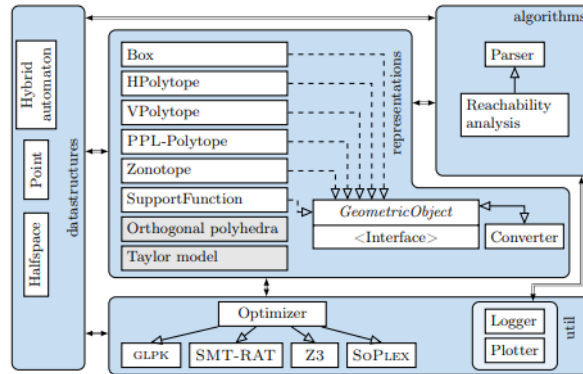 algorithms
Parser
Reachability
analysis
Hybrid
automaton
Point
Halfspace
datastructures
Box
HPolytope
VPolytope
PPL-Polytope
Zonotope
SupportFunction
Orthogonal polyhedra
Taylor model
representations
GeometricObject
<Interface>
Converter
Optimizer
GLPK
SMT-RAT
Z3
SoPlex
Logger
Plotter
util